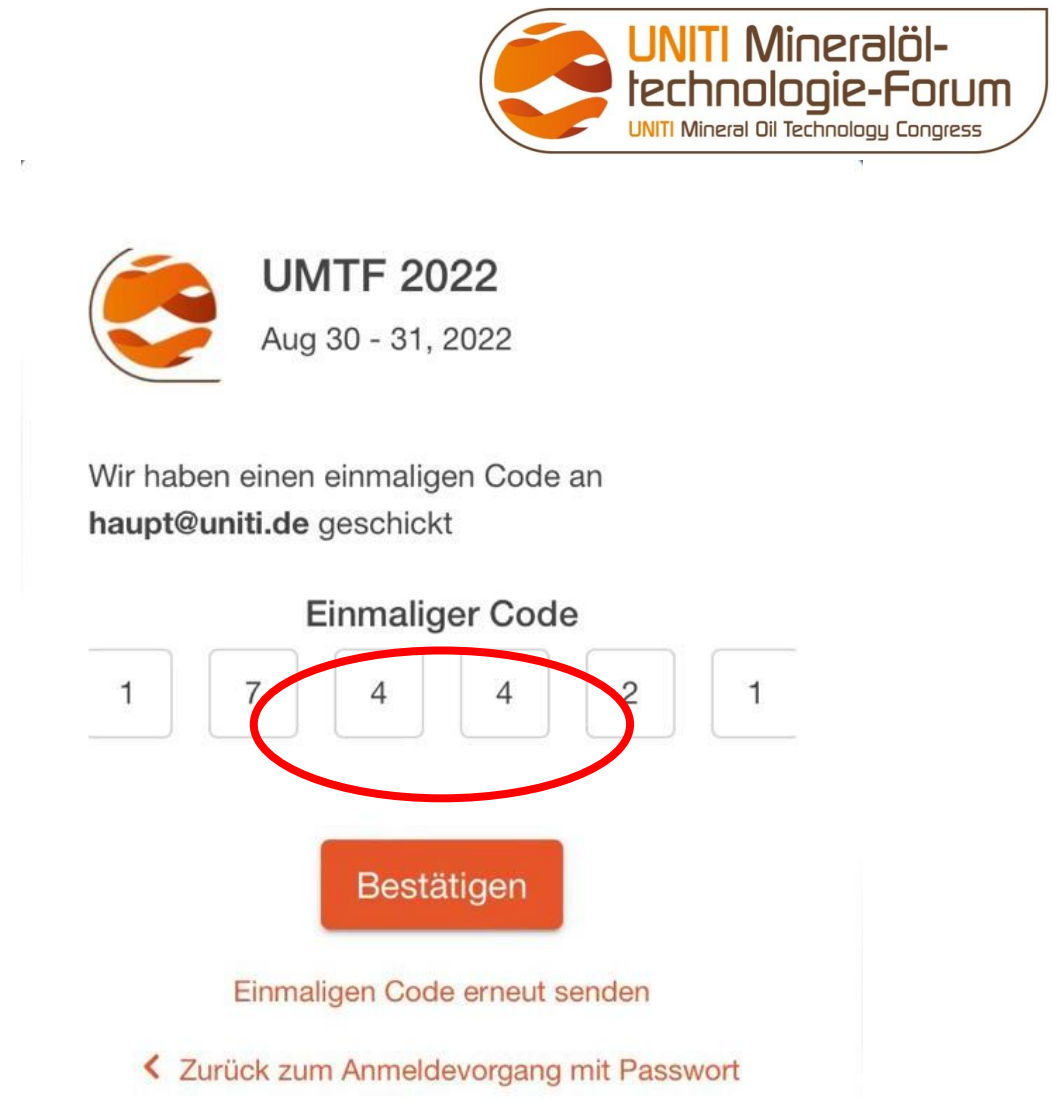 UNITI Mineralöl-
technologie-Forum
UNITI Mineral Oil Technology Congress
UMTF 2022
Aug 30 - 31, 2022
Wir haben einen einmaligen Code an
haupt@uniti.de geschickt
Einmaliger Code
1 7 4 4 2 1
Bestätigen
Einmaligen Code erneut senden
Zurück zum Anmeldevorgang mit Passwort